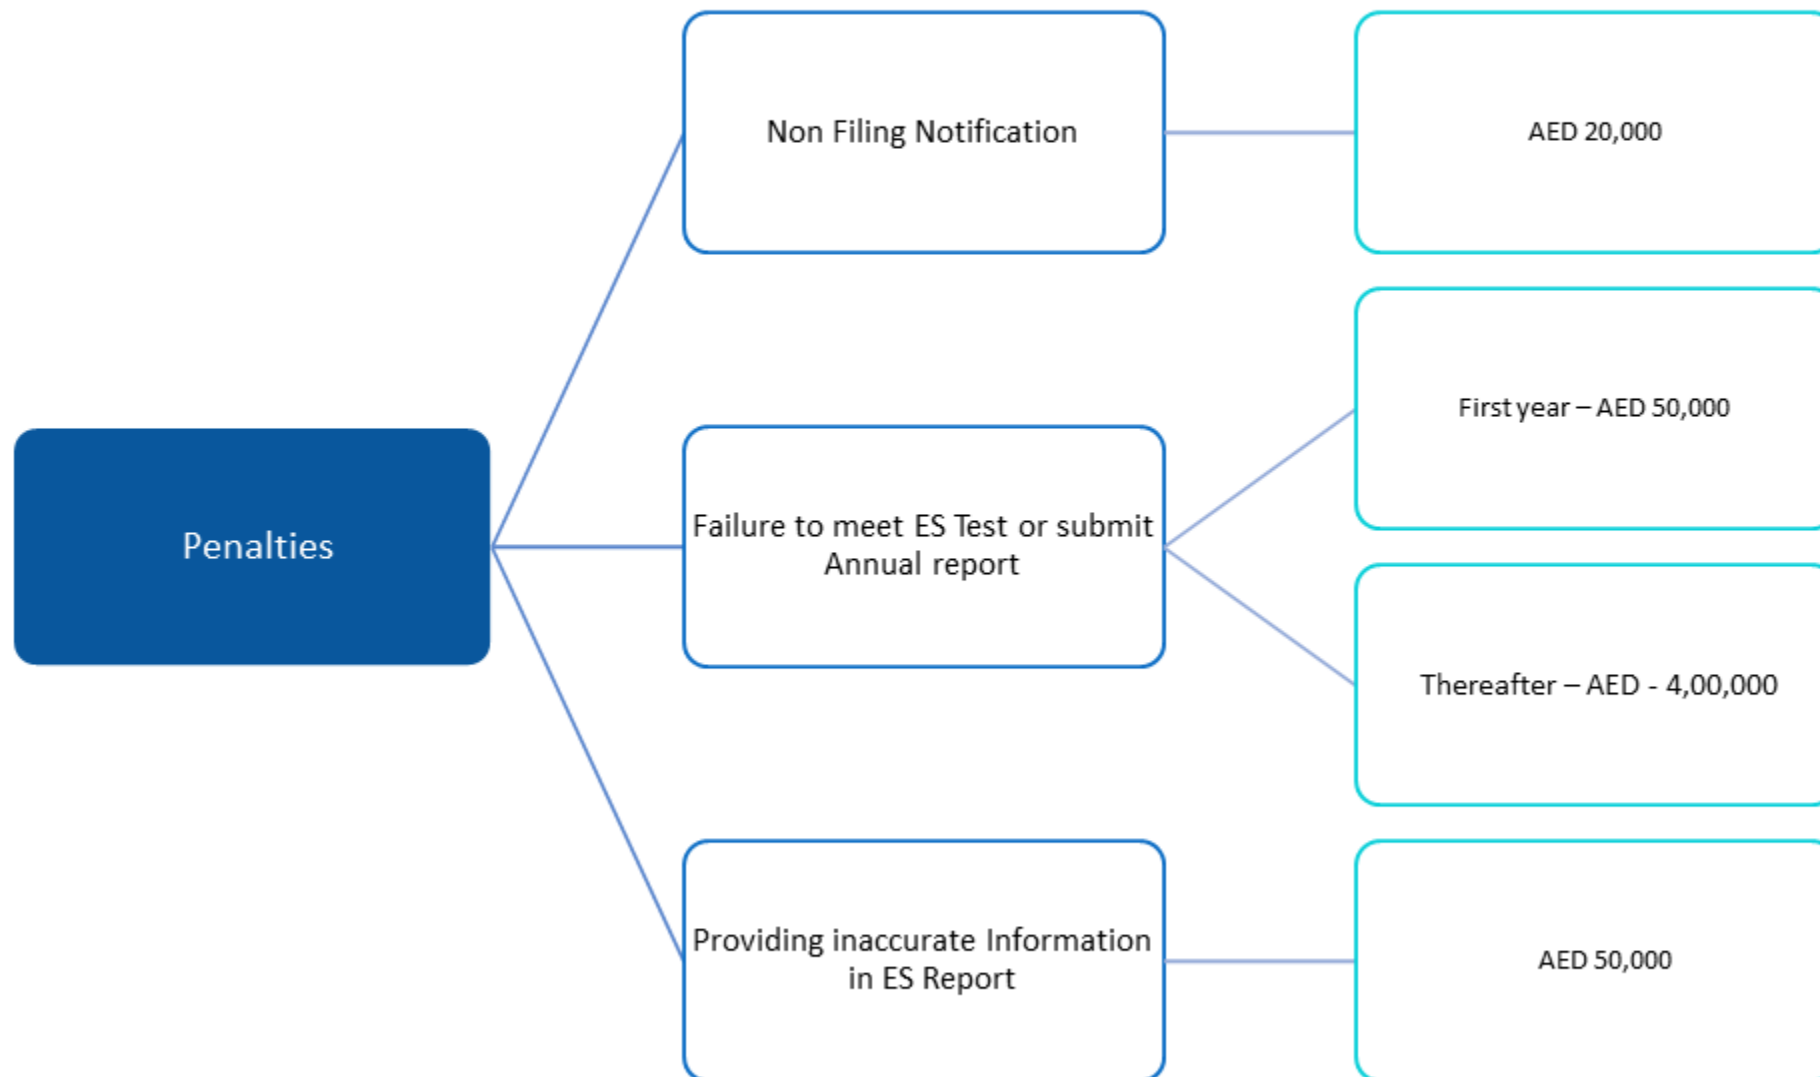 Penalties
Non Filing Notification
AED 20,000
Failure to meet ES Test or submit
Annual report
First year – AED 50,000
Thereafter – AED - 4,00,000
Providing inaccurate Information
in ES Report
AED 50,000